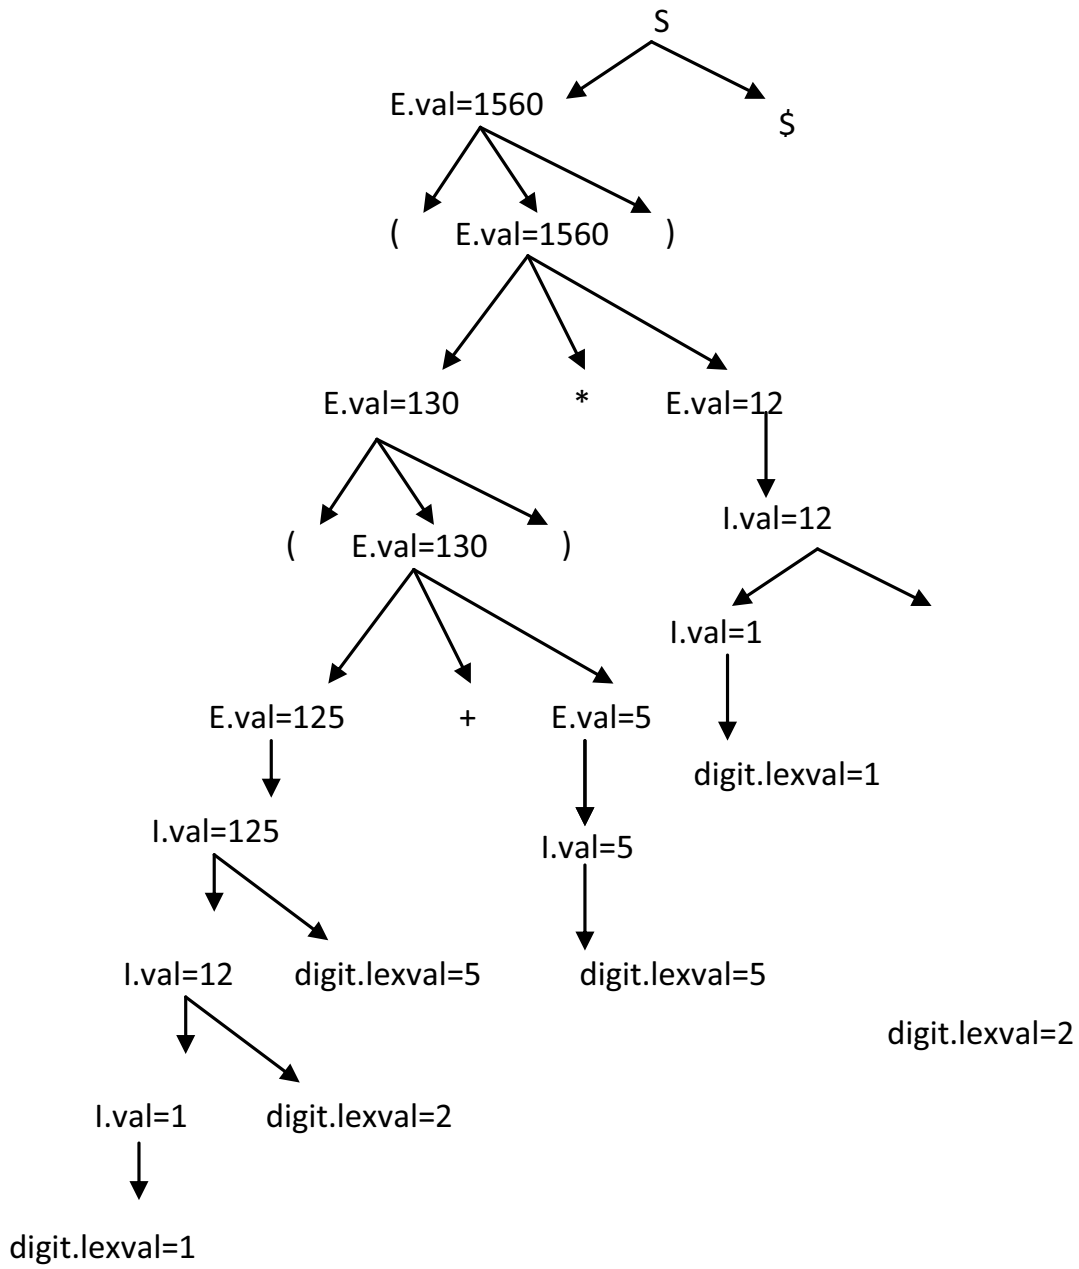 S
E.val=1560
$
( E.val=1560 )
E.val=130 * E.val=12
I.val=12
( E.val=130 )
I.val=1
E.val=125 + E.val=5
digit.lexval=1
I.val=125
I.val=5
I.val=12 digit.lexval=5 digit.lexval=5
digit.lexval=2
I.val=1 digit.lexval=2
digit.lexval=1